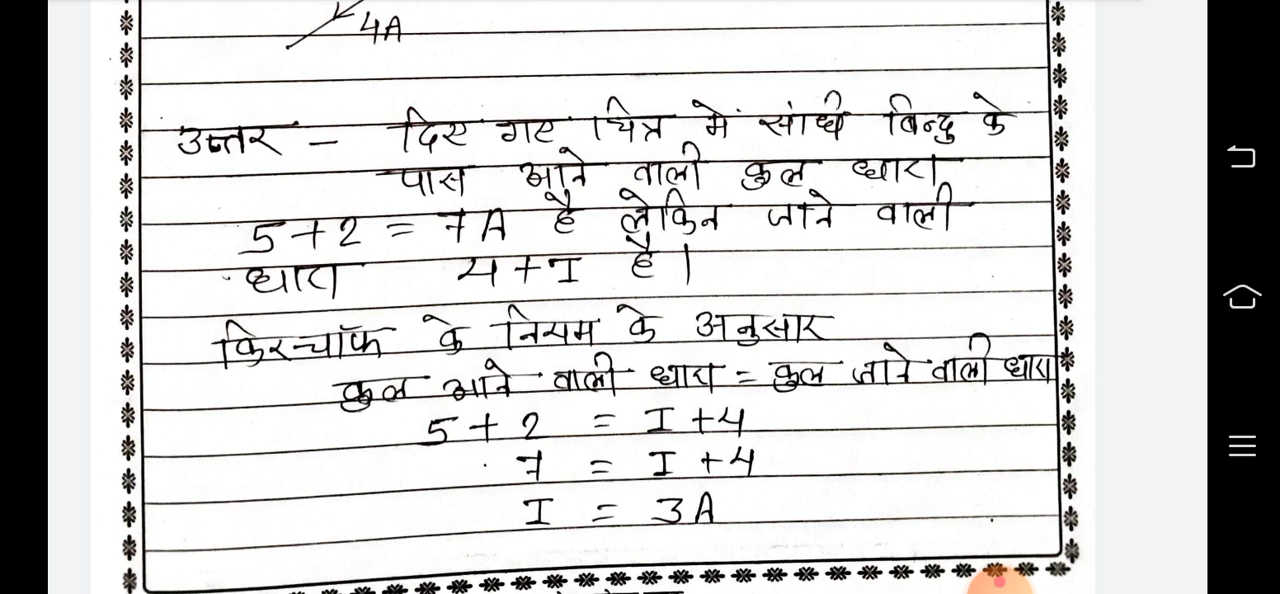 4A
उत्तर – दिए गए चित्र में संधि बिन्दु के
पास आने वाली कुल धारा
5+2 = 7A है लेकिन जाने वाली
धारा 4+I है।
किरचॉफ के नियम के अनुसार
कुल आने वाली धारा = कुल जाने वाली धारा
5+2 = I+4
7 = I+4
I = 3A